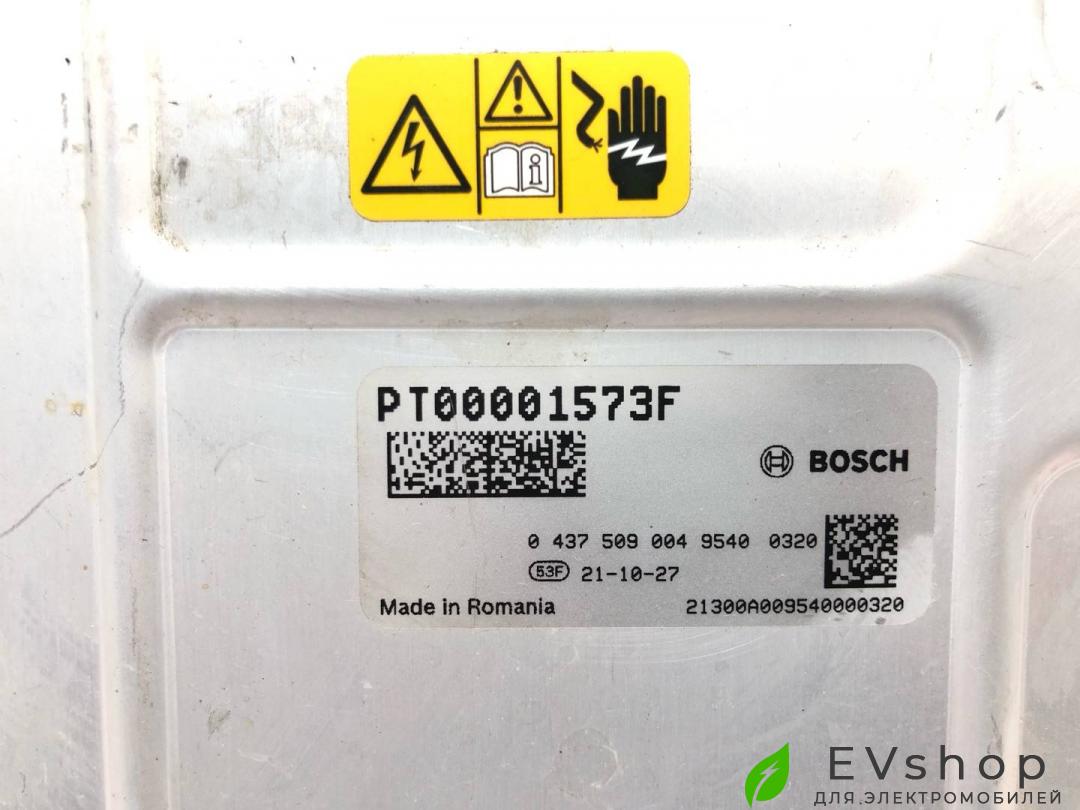 PT00001573F
BOSCH
0 437 509 004 9540 0320
53F 21-10-27
Made in Romania 21300A009540000320
EVshop
ДЛЯ.ЭЛЕКТРОМОБИЛЕЙ